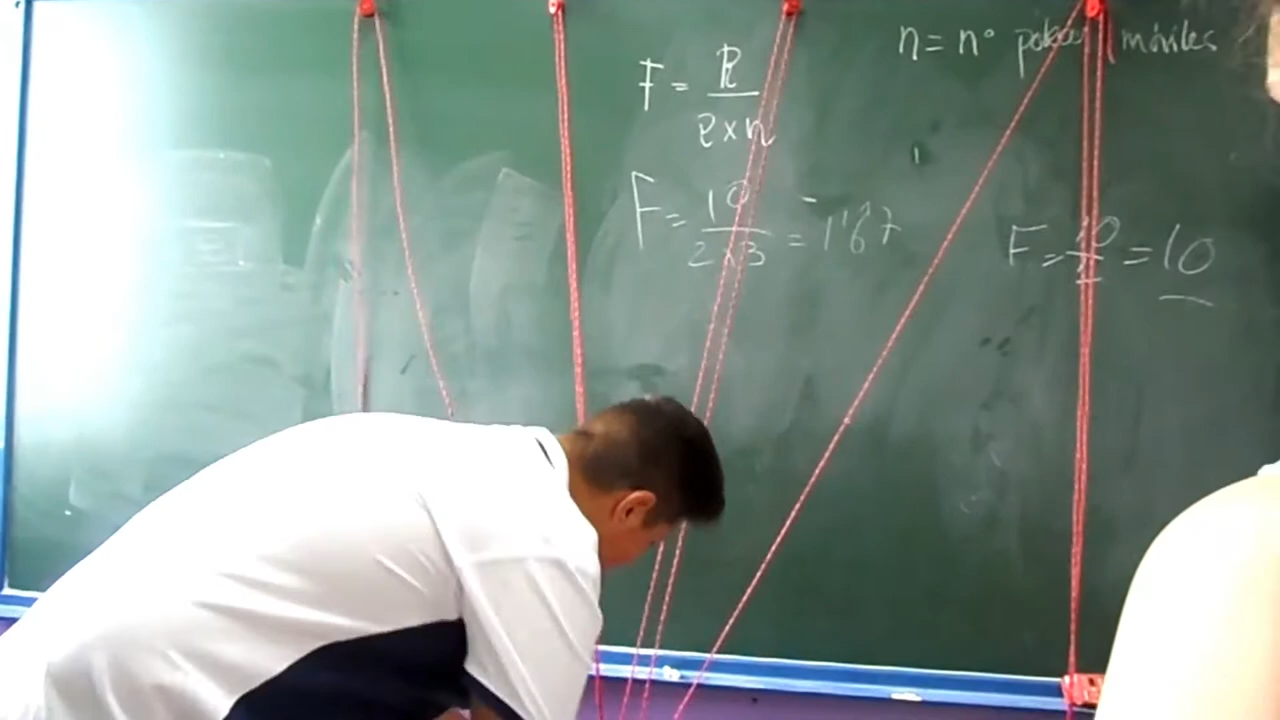 n = nº poleas móviles
F = R / 2 x n
F = 10 / 2 x 3 = 1'67
F = 10 / 1 = 10